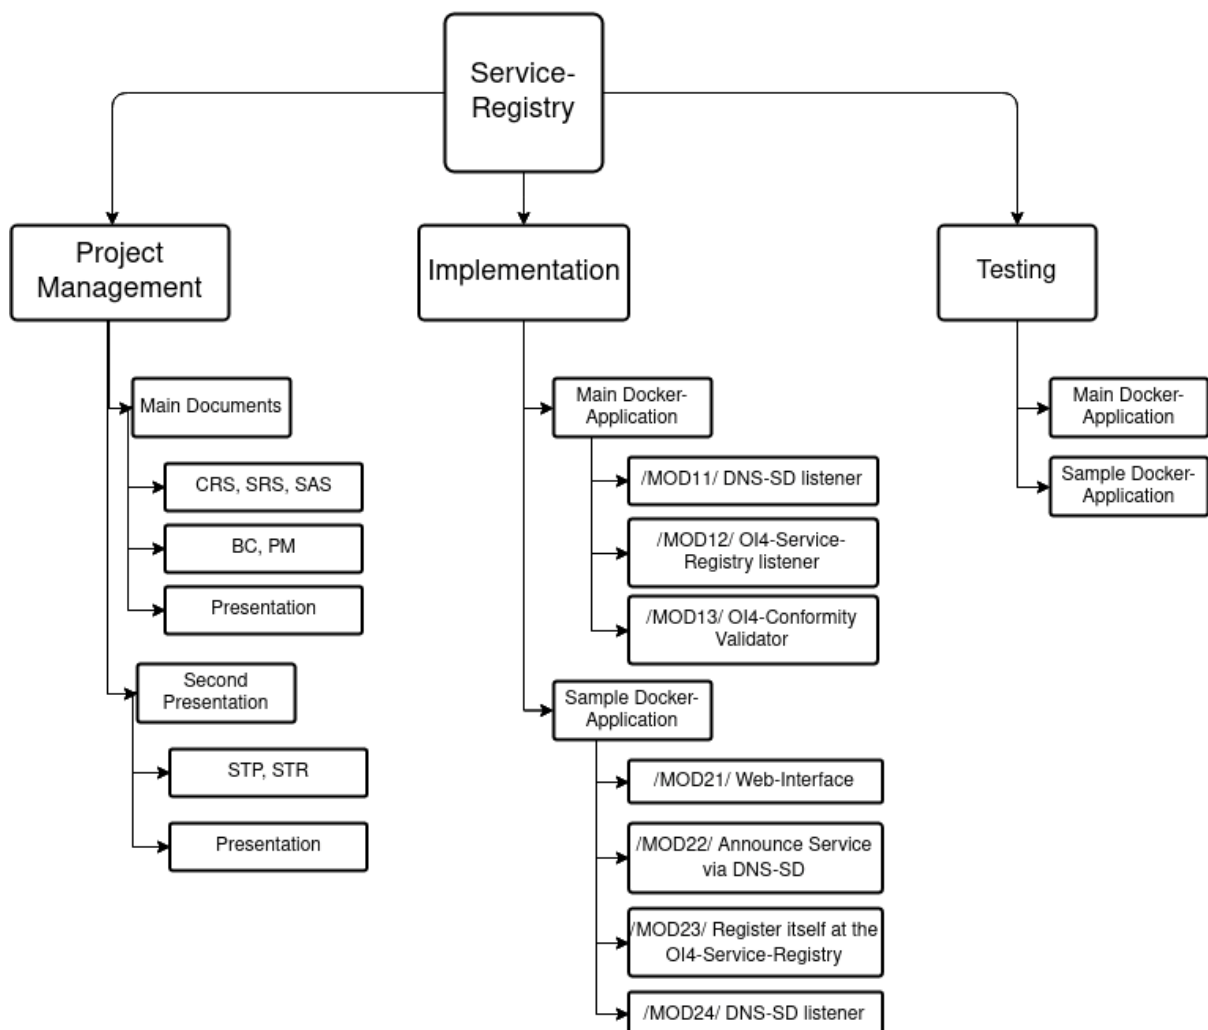 Service-
Registry
Project
Management
Implementation
Testing
Main Documents
CRS, SRS, SAS
BC, PM
Presentation
Second
Presentation
STP, STR
Presentation
Main Docker-
Application
/MOD11/ DNS-SD listener
/MOD12/ OI4-Service-
Registry listener
/MOD13/ OI4-Conformity
Validator
Sample Docker-
Application
/MOD21/ Web-Interface
/MOD22/ Announce Service
via DNS-SD
/MOD23/ Register itself at the
OI4-Service-Registry
/MOD24/ DNS-SD listener
Main Docker-
Application
Sample Docker-
Application